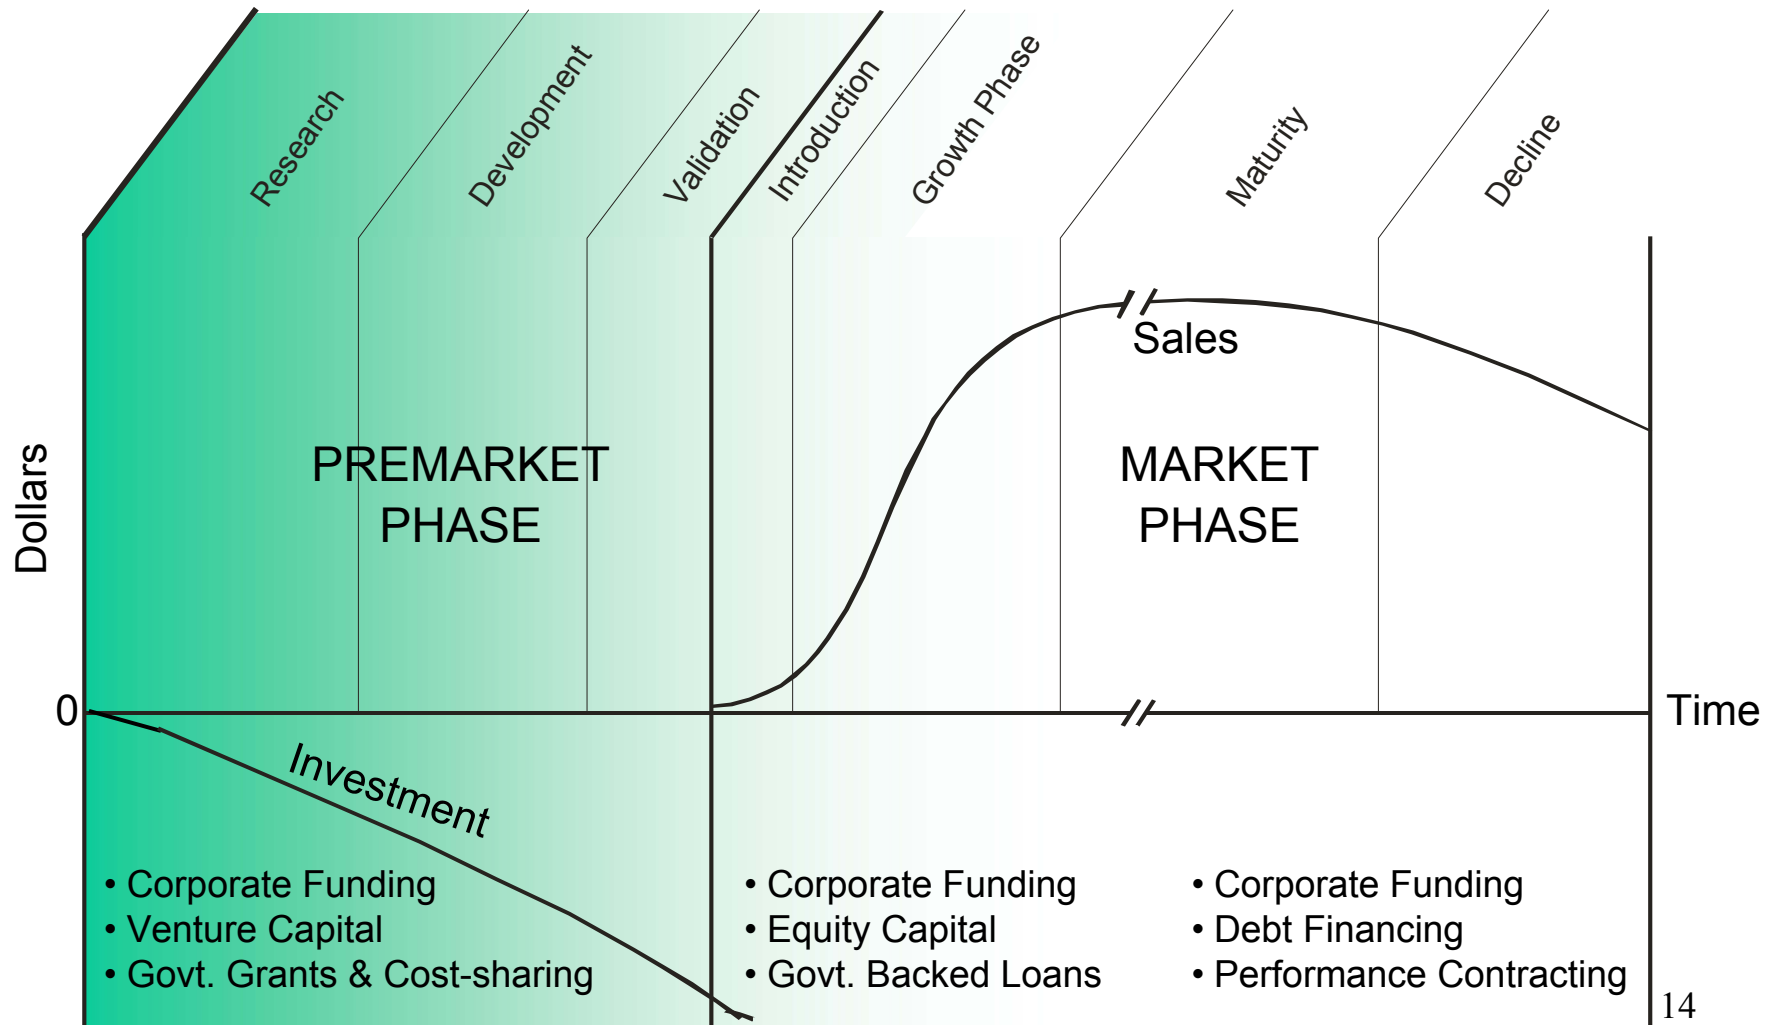 Research
Development
Validation
Introduction
Growth Phase
Maturity
Decline
Sales
PREMARKET
PHASE
MARKET
PHASE
Dollars
0
Time
Investment
• Corporate Funding
• Venture Capital
• Govt. Grants & Cost-sharing
• Corporate Funding
• Equity Capital
• Govt. Backed Loans
• Corporate Funding
• Debt Financing
• Performance Contracting
14